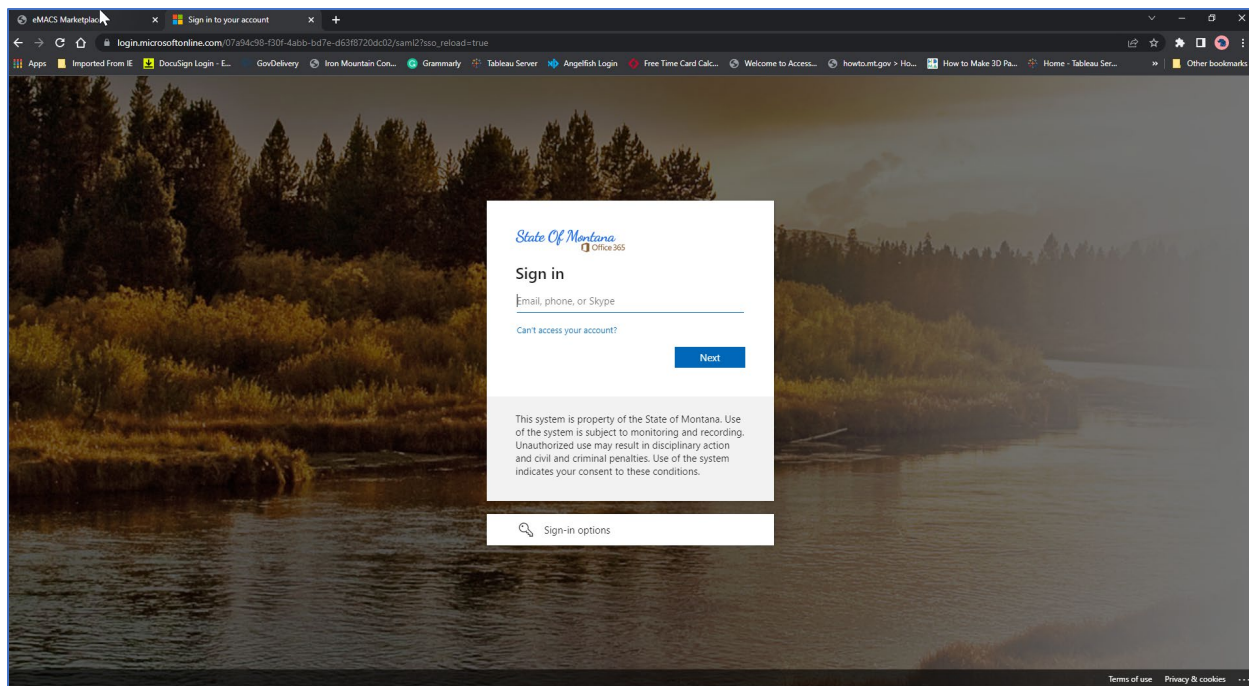 eMACS Marketplac
Sign in to your account
login.microsoftonline.com/07a94c98-f30f-4abb-bd7e-d63f8720dc02/saml2?sso_reload=true
Apps Imported From IE DocuSign Login - E... GovDelivery Iron Mountain Con... Grammarly Tableau Server Angelfish Login Free Time Card Calc... Welcome to Access... howto.mt.gov > Ho... How to Make 3D Pa... Home - Tableau Ser... » Other bookmarks
State Of Montana
Office 365
Sign in
Email, phone, or Skype
Can't access your account?
Next
This system is property of the State of Montana. Use
of the system is subject to monitoring and recording.
Unauthorized use may result in disciplinary action
and civil and criminal penalties. Use of the system
indicates your consent to these conditions.
Sign-in options
Terms of use Privacy & cookies ...